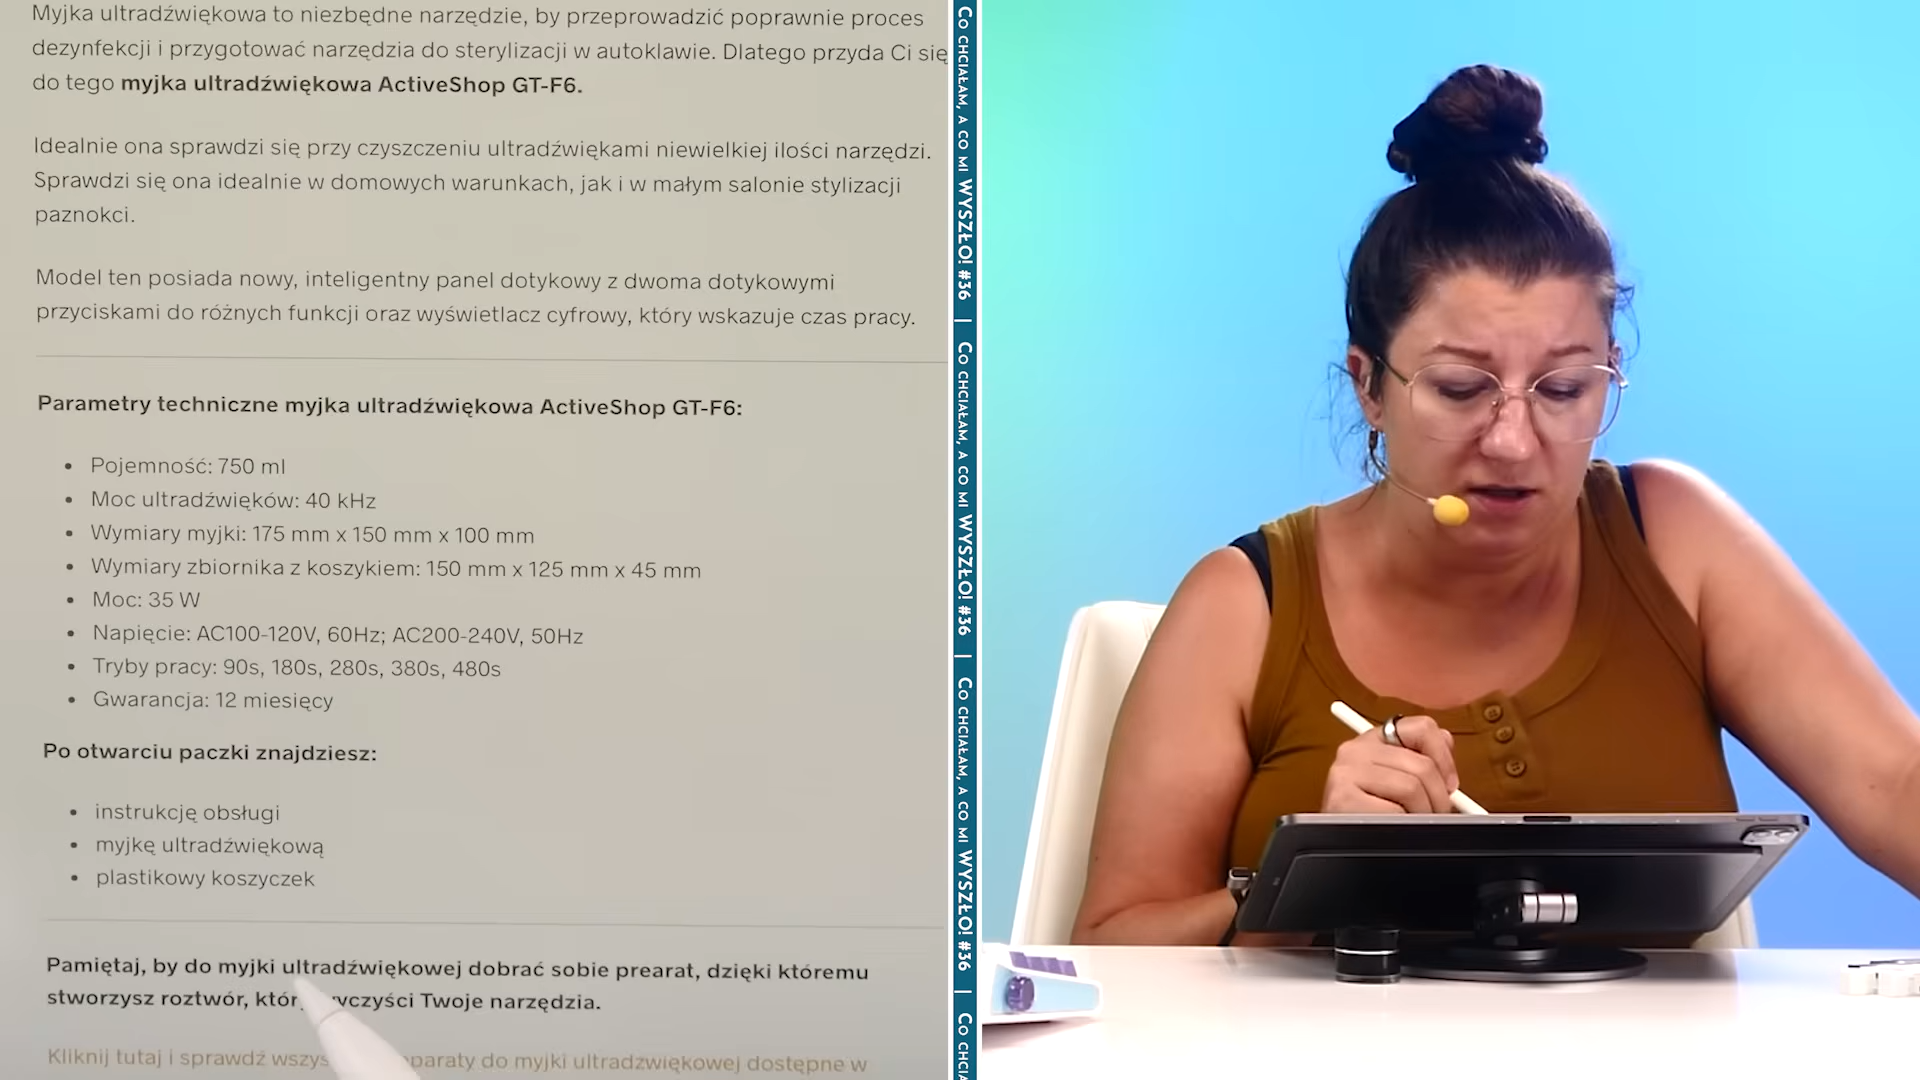 Myjka ultradźwiękowa to niezbędne narzędzie, by przeprowadzić poprawnie proces
dezynfekcji i przygotować narzędzia do sterylizacji w autoklawie. Dlatego przyda Ci się
do tego myjka ultradźwiękowa ActiveShop GT-F6.
Idealnie ona sprawdzi się przy czyszczeniu ultradźwiękami niewielkiej ilości narzędzi.
Sprawdzi się ona idealnie w domowych warunkach, jak i w małym salonie stylizacji
paznokci.
Model ten posiada nowy, inteligentny panel dotykowy z dwoma dotykowymi
przyciskami do różnych funkcji oraz wyświetlacz cyfrowy, który wskazuje czas pracy.
Parametry techniczne myjka ultradźwiękowa ActiveShop GT-F6:
• Pojemność: 750 ml
• Moc ultradźwięków: 40 kHz
• Wymiary myjki: 175 mm x 150 mm x 100 mm
• Wymiary zbiornika z koszykiem: 150 mm x 125 mm x 45 mm
• Moc: 35 W
• Napięcie: AC100-120V, 60Hz; AC200-240V, 50Hz
• Tryby pracy: 90s, 180s, 280s, 380s, 480s
• Gwarancja: 12 miesięcy
Po otwarciu paczki znajdziesz:
• instrukcję obsługi
• myjkę ultradźwiękową
• plastikowy koszyczek
Pamiętaj, by do myjki ultradźwiękowej dobrać sobie prearat, dzięki któremu
stworzysz roztwór, Twoje narzędzia.
Kliknij tutaj i sprawdź do myjki ultradźwiękowej dostępne w
Co chciałam, a co mi WYSZŁO! #36 | Co chciałam, a co mi WYSZŁO! #36 | Co chciałam, a co mi WYSZŁO! #36 | Co chcia